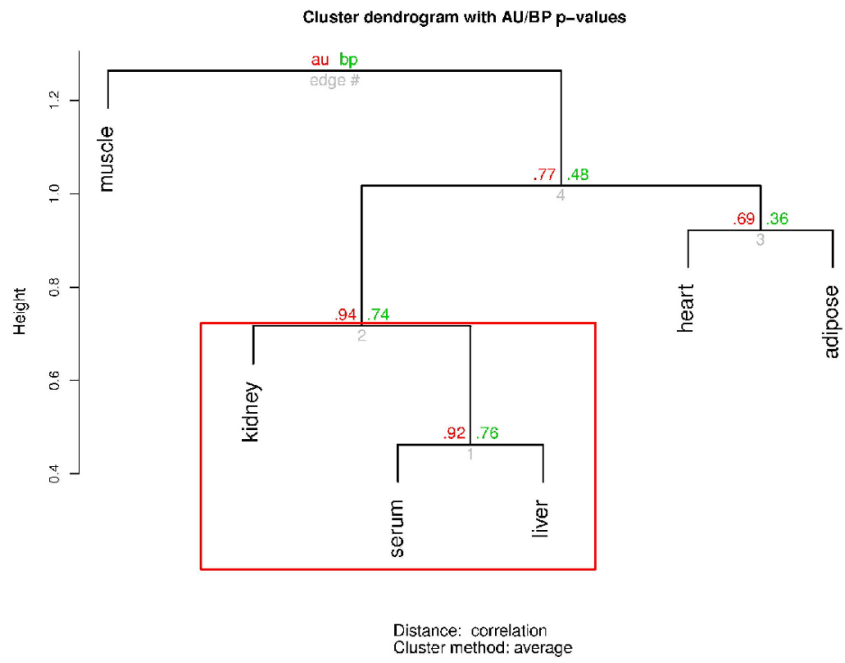 Cluster dendrogram with AU/BP p-values
au bp
edge #
1.2
muscle
.77 .48
4
1.0
.69 .36
3
Height
0.8
heart
adipose
.94 .74
2
0.6
kidney
.92 .76
1
0.4
serum
liver
Distance: correlation
Cluster method: average